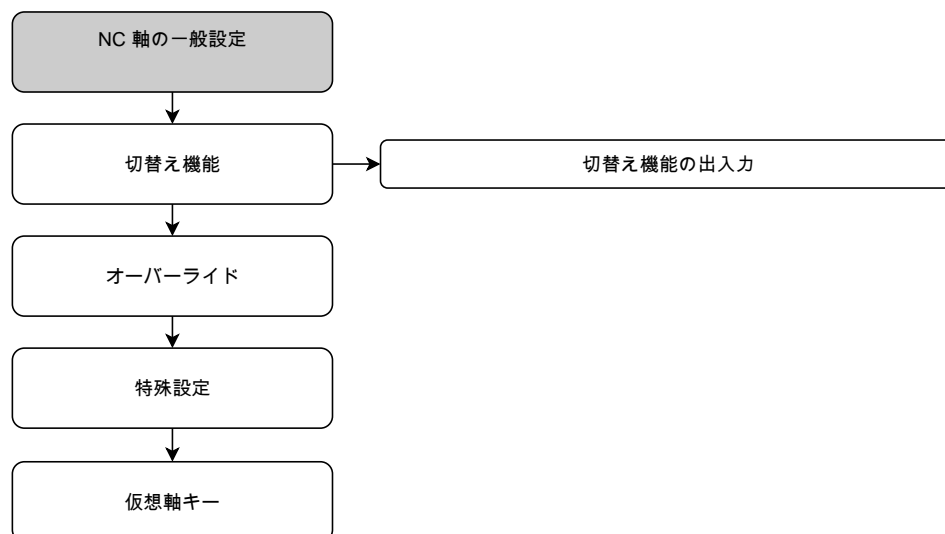 NC 軸の一般設定
切替え機能
切替え機能の出入力
オーバーライド
特殊設定
仮想軸キー